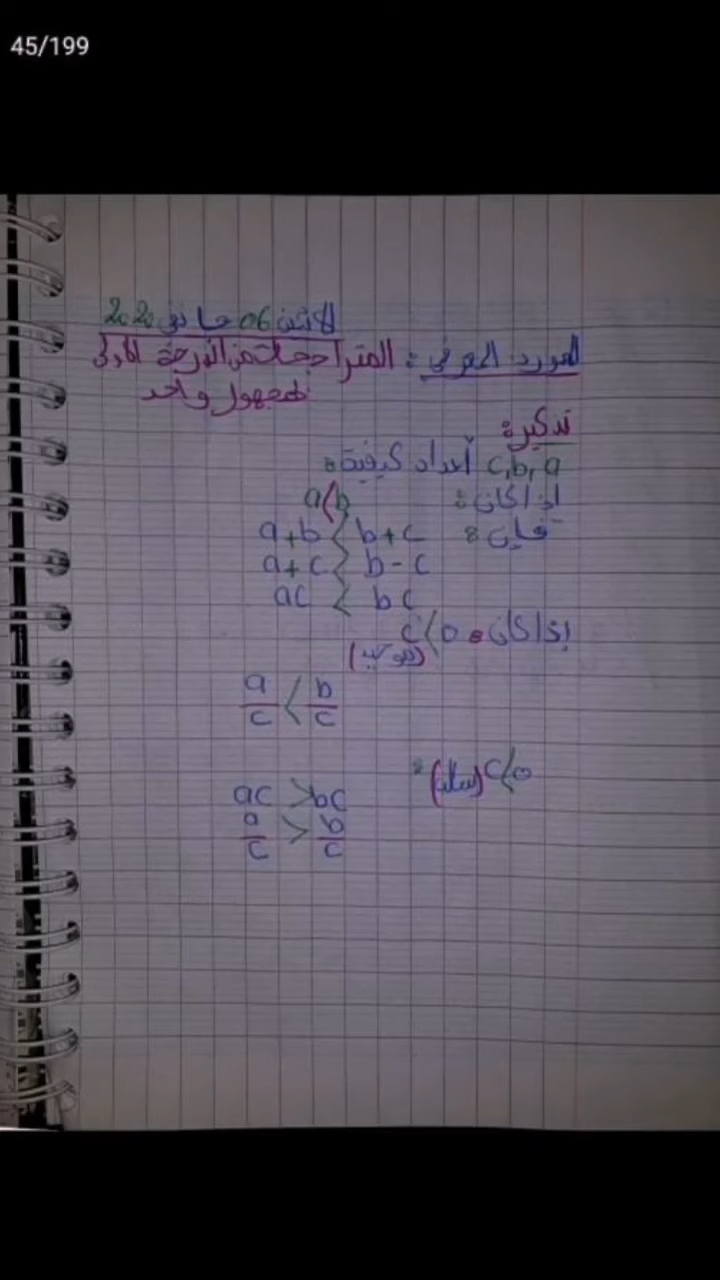 45/199
الاثنين 06 جانفي 2020
المورد المعرفي: المتراجحات من الدرجة الأولى
لمجهول واحد
تذكير:
c, b, a أعداد كيفية:
إذا كان: a<b
فإن: a+b < b+c
a+c < b-c
ac < bc
إذا كان: c<0
(موجب)
a/c < b/c
c<0 (سالب):
ac > bc
a/c > b/c